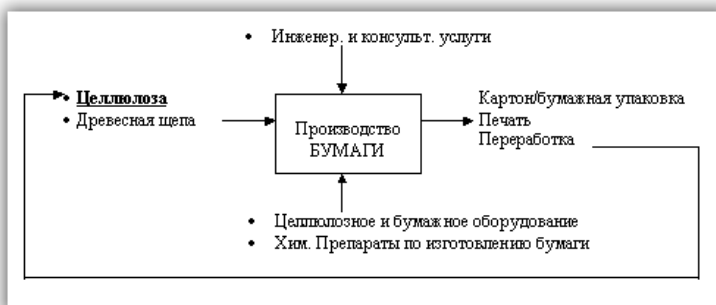 • Инженер. и консульт. услуги
• Целлюлоза
• Древесная щепа
Производство
БУМАГИ
Картон/бумажная упаковка
Печать
Переработка
• Целлюлозное и бумажное оборудование
• Хим. Препараты по изготовлению бумаги